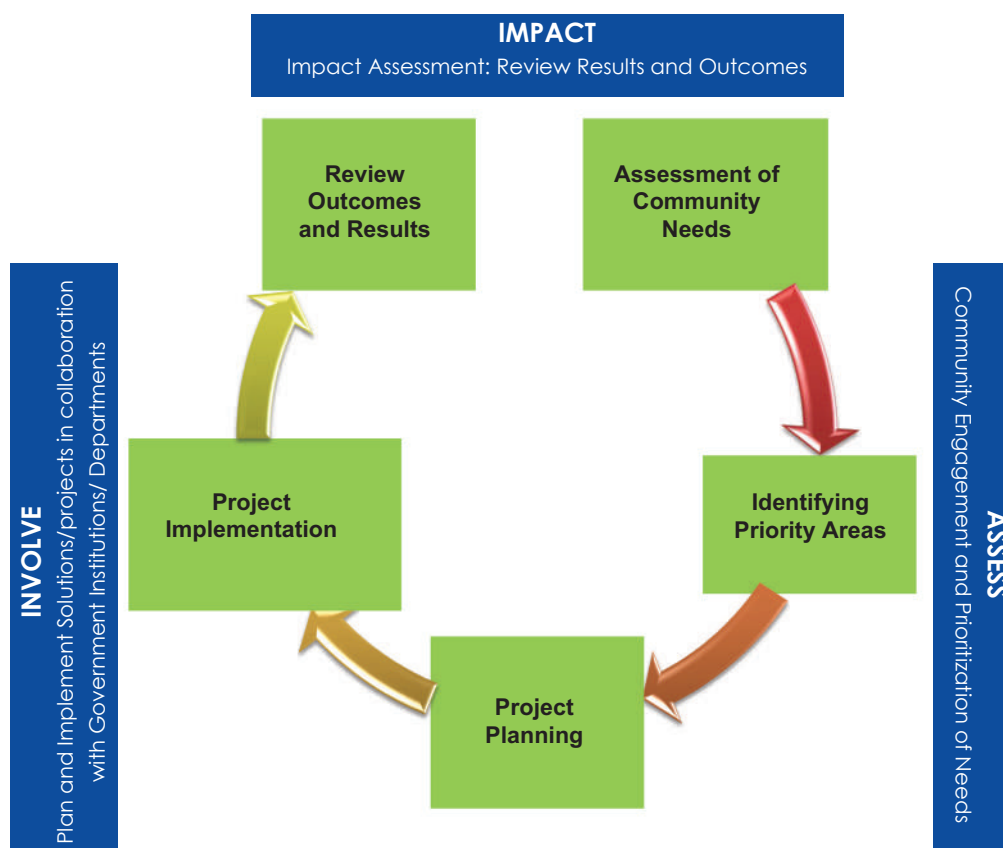 IMPACT
Impact Assessment: Review Results and Outcomes
Review
Outcomes
and Results
Assessment of
Community
Needs
INVOLVE
Plan and Implement Solutions/projects in collaboration
with Government Institutions/ Departments
ASSESS
Community Engagement and Prioritization of Needs
Project
Implementation
Identifying
Priority Areas
Project
Planning